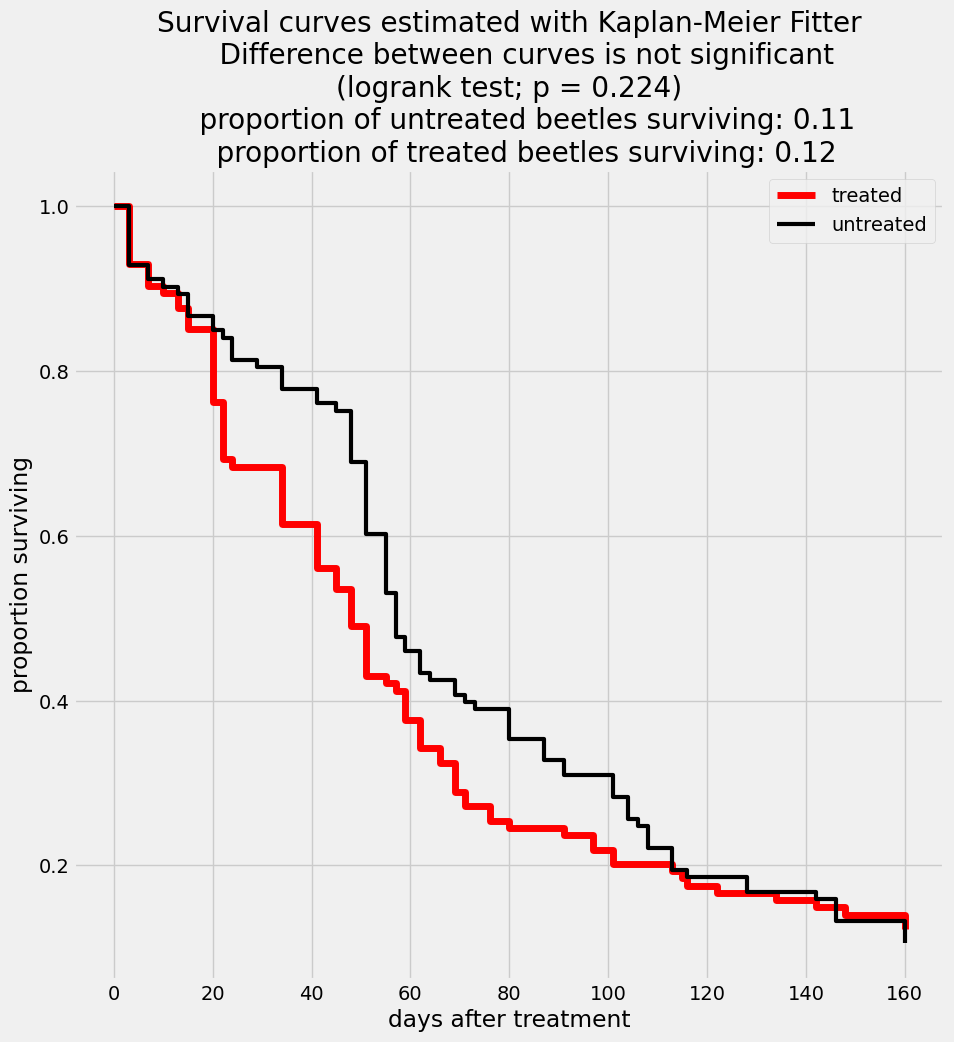 Survival curves estimated with Kaplan-Meier Fitter
Difference between curves is not significant
(logrank test; p = 0.224)
proportion of untreated beetles surviving: 0.11
proportion of treated beetles surviving: 0.12
treated
untreated
1.0
0.8
0.6
0.4
0.2
proportion surviving
0 20 40 60 80 100 120 140 160
days after treatment